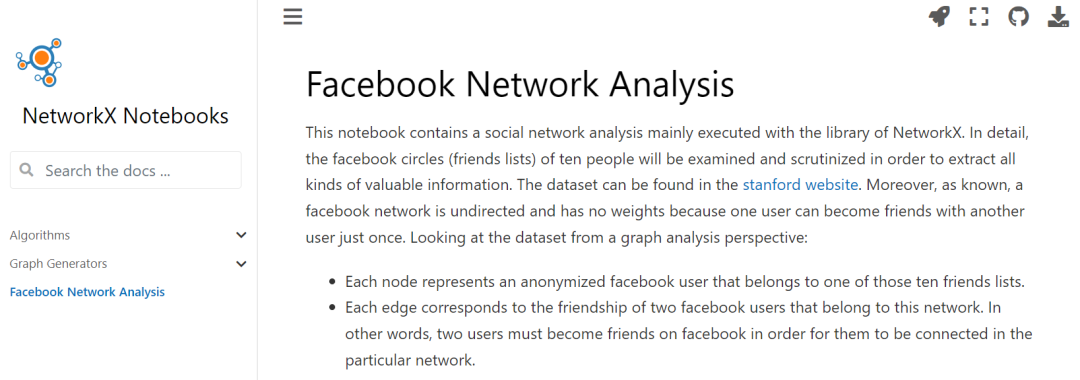 NetworkX Notebooks
Search the docs ...
Algorithms
Graph Generators
Facebook Network Analysis
Facebook Network Analysis
This notebook contains a social network analysis mainly executed with the library of NetworkX. In detail,
the facebook circles (friends lists) of ten people will be examined and scrutinized in order to extract all
kinds of valuable information. The dataset can be found in the stanford website. Moreover, as known, a
facebook network is undirected and has no weights because one user can become friends with another
user just once. Looking at the dataset from a graph analysis perspective:
• Each node represents an anonymized facebook user that belongs to one of those ten friends lists.
• Each edge corresponds to the friendship of two facebook users that belong to this network. In
other words, two users must become friends on facebook in order for them to be connected in the
particular network.